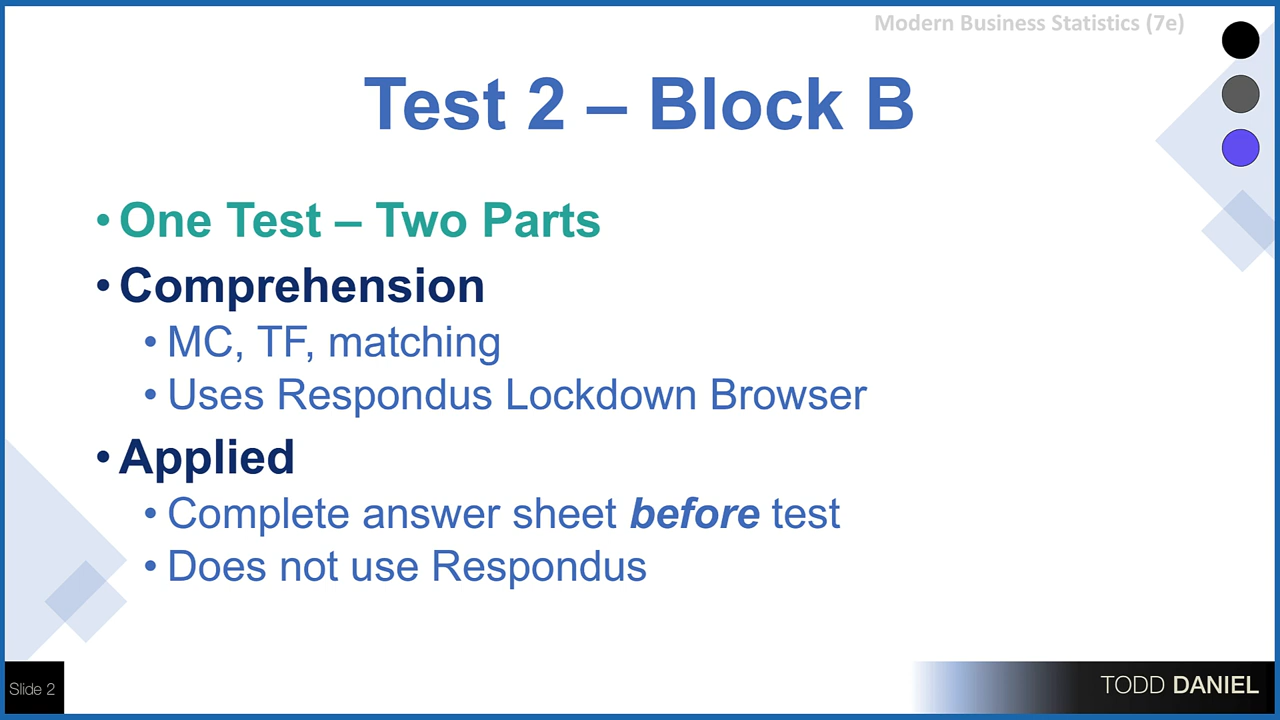 Modern Business Statistics (7e)
Test 2 – Block B
• One Test – Two Parts
• Comprehension
• MC, TF, matching
• Uses Respondus Lockdown Browser
• Applied
• Complete answer sheet before test
• Does not use Respondus
Slide 2
TODD DANIEL